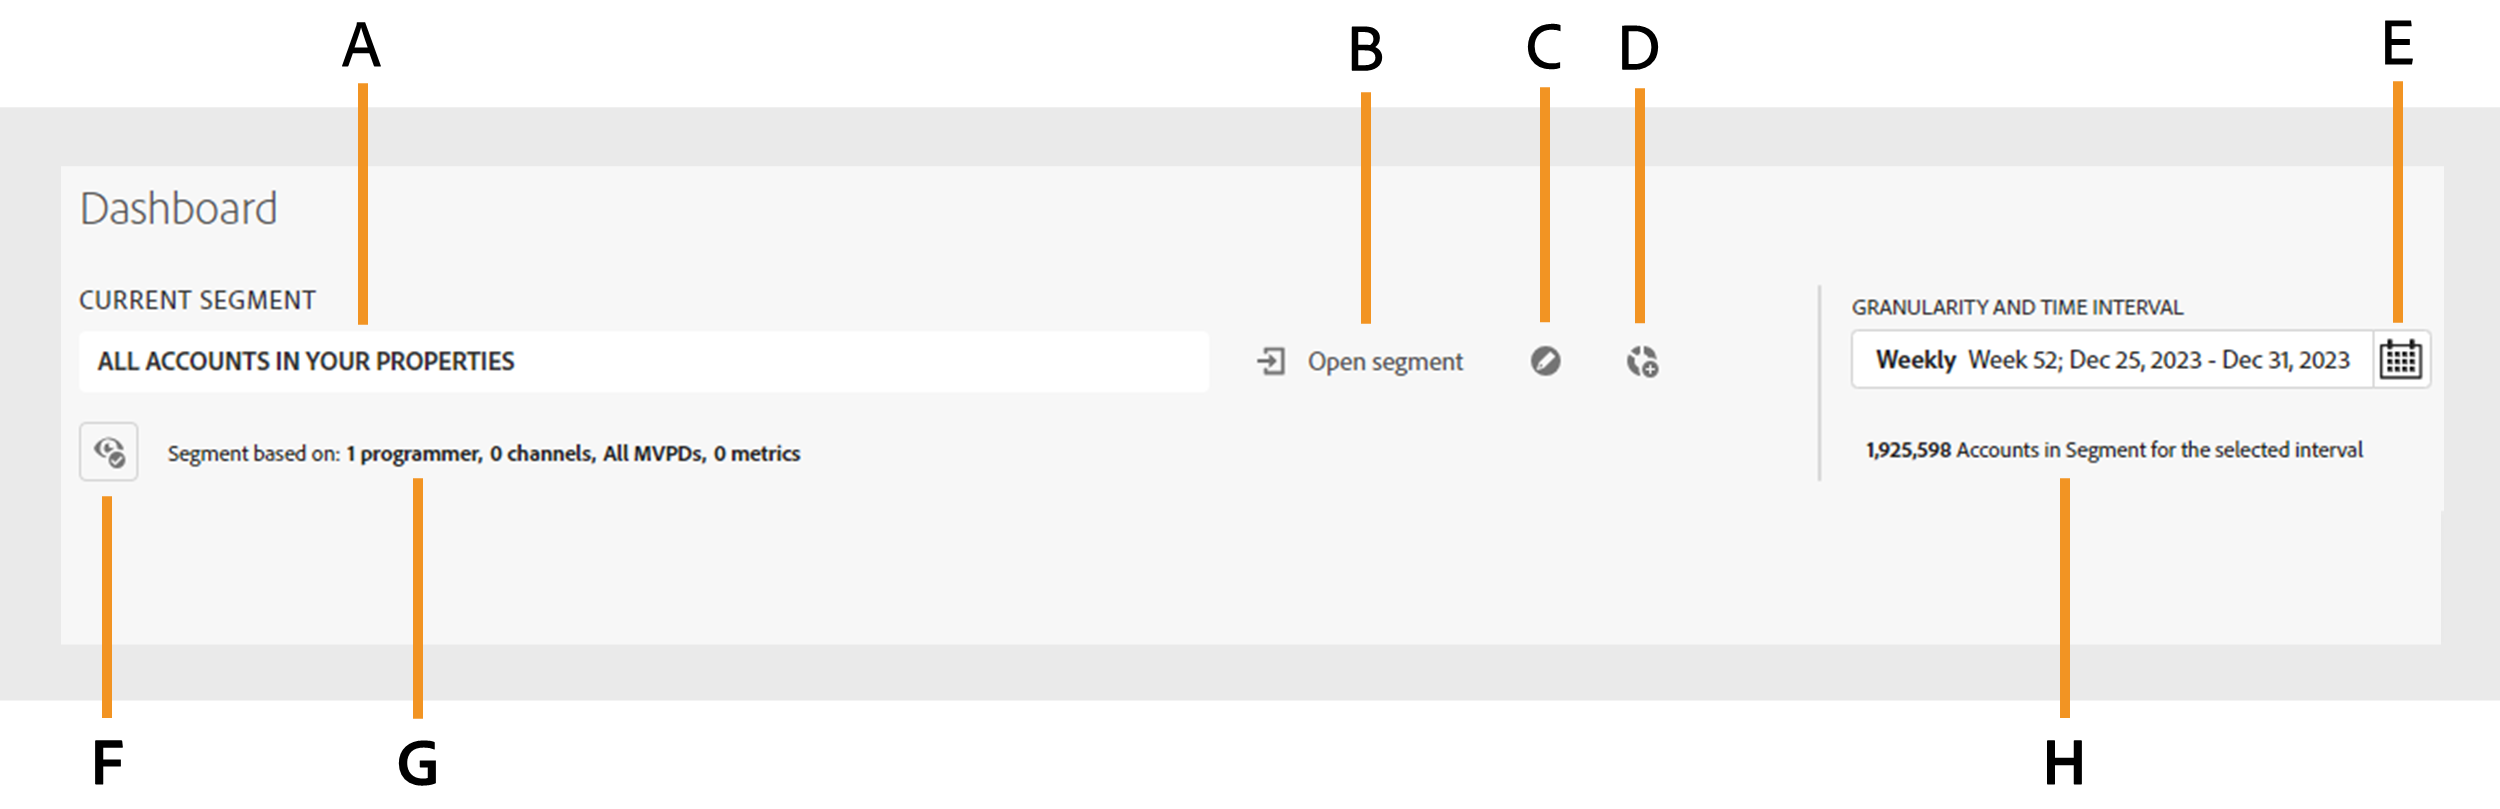 A B C D E
Dashboard
CURRENT SEGMENT
GRANULARITY AND TIME INTERVAL
ALL ACCOUNTS IN YOUR PROPERTIES
Open segment
Weekly Week 52; Dec 25, 2023 - Dec 31, 2023
Segment based on: 1 programmer, 0 channels, All MVPDs, 0 metrics
1,925,598 Accounts in Segment for the selected interval
F G H